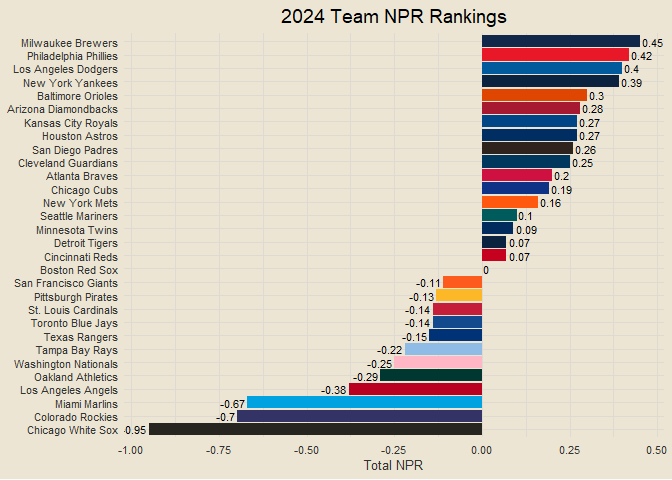 2024 Team NPR Rankings
Milwaukee Brewers 0.45
Philadelphia Phillies 0.42
Los Angeles Dodgers 0.4
New York Yankees 0.39
Baltimore Orioles 0.3
Arizona Diamondbacks 0.28
Kansas City Royals 0.27
Houston Astros 0.27
San Diego Padres 0.26
Cleveland Guardians 0.25
Atlanta Braves 0.2
Chicago Cubs 0.19
New York Mets 0.16
Seattle Mariners 0.1
Minnesota Twins 0.09
Detroit Tigers 0.07
Cincinnati Reds 0.07
Boston Red Sox 0
San Francisco Giants -0.11
Pittsburgh Pirates -0.13
St. Louis Cardinals -0.14
Toronto Blue Jays -0.14
Texas Rangers -0.15
Tampa Bay Rays -0.22
Washington Nationals -0.25
Oakland Athletics -0.29
Los Angeles Angels -0.38
Miami Marlins -0.67
Colorado Rockies -0.7
Chicago White Sox -0.95
-1.00 -0.75 -0.50 -0.25 0.00 0.25 0.50
Total NPR